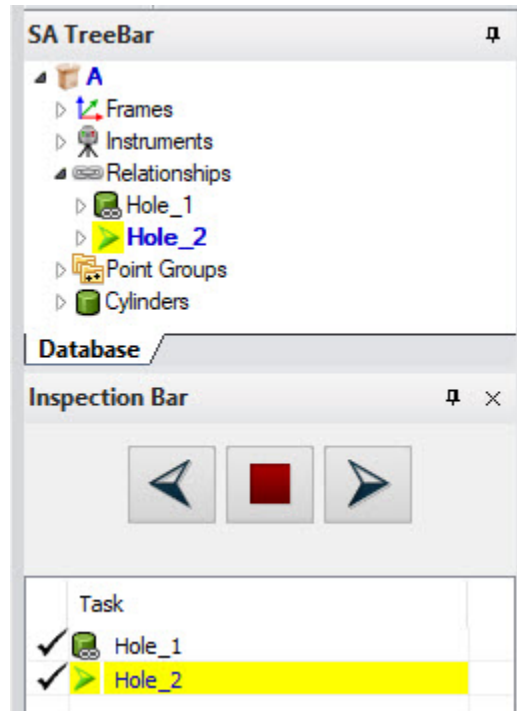 SA TreeBar
A
Frames
Instruments
Relationships
Hole_1
Hole_2
Point Groups
Cylinders
Database
Inspection Bar
Task
Hole_1
Hole_2